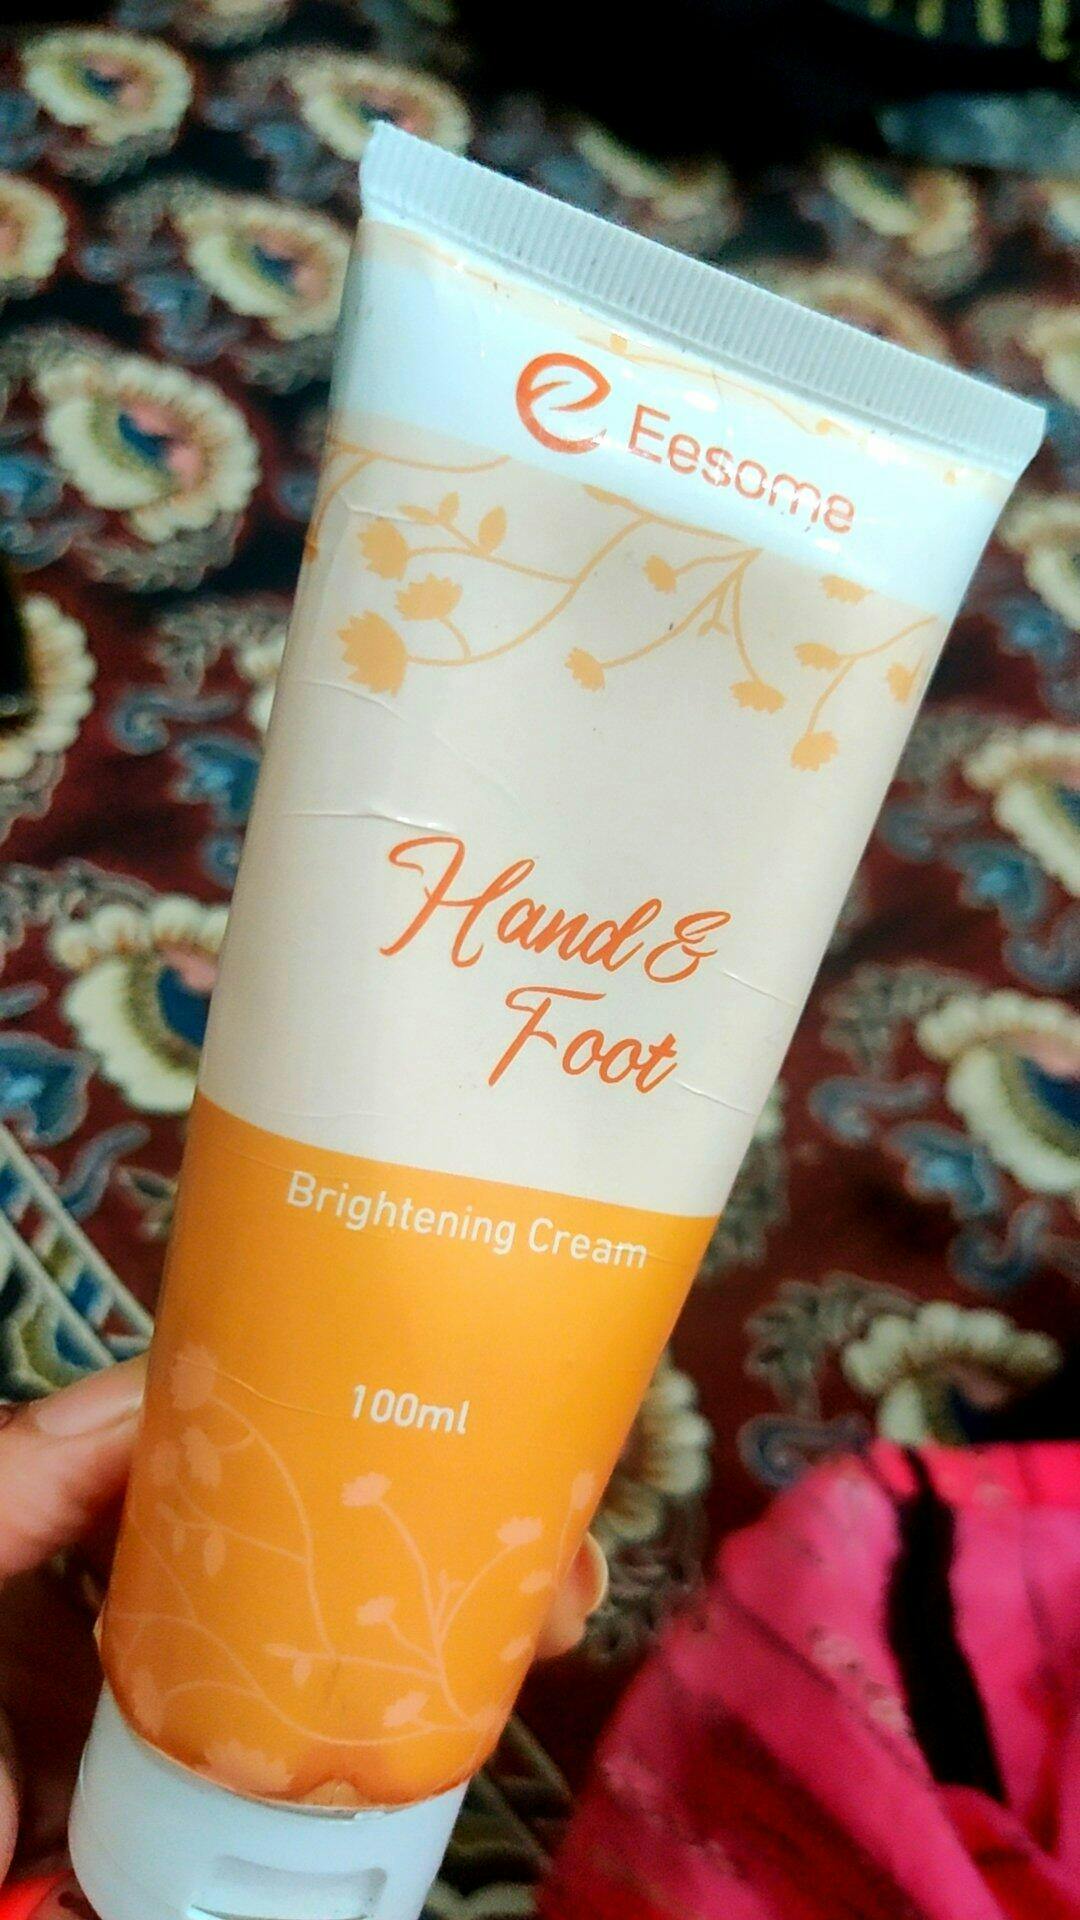 Eesome
Hand &
Foot
Brightening Cream
100ml